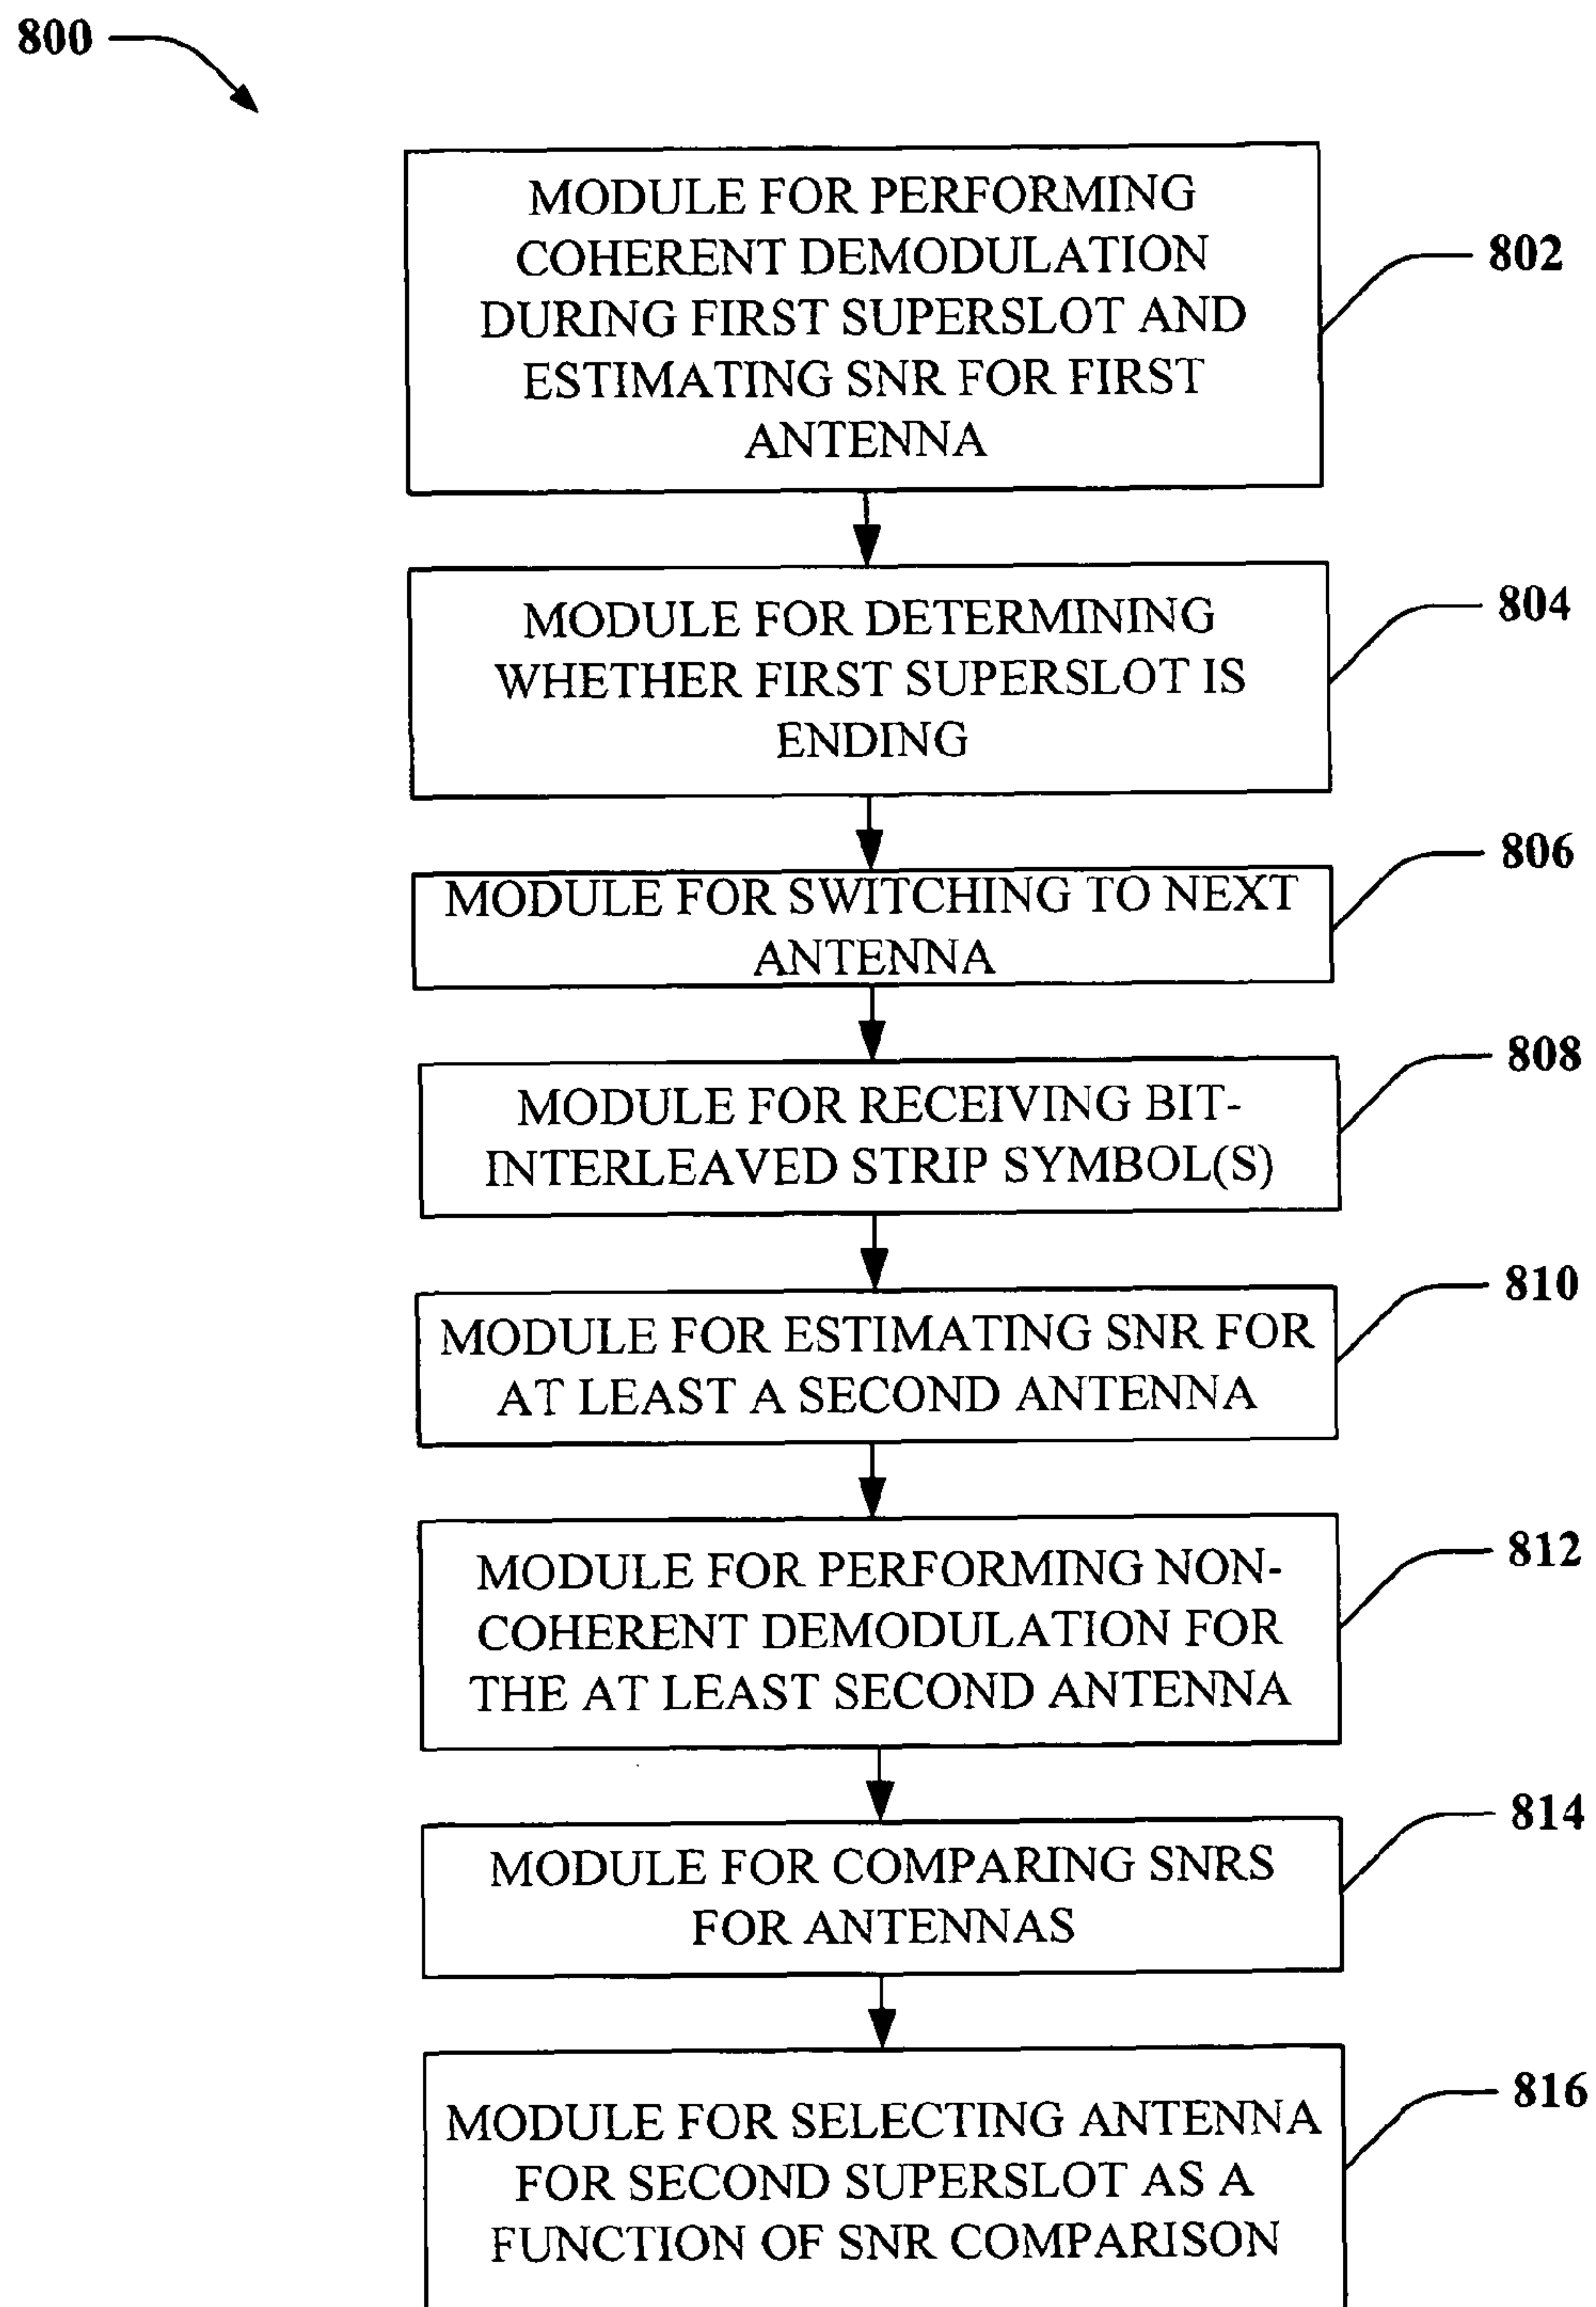 800
MODULE FOR PERFORMING
COHERENT DEMODULATION
DURING FIRST SUPERSLOT AND
ESTIMATING SNR FOR FIRST
ANTENNA
802
MODULE FOR DETERMINING
WHETHER FIRST SUPERSLOT IS
ENDING
804
MODULE FOR SWITCHING TO NEXT
ANTENNA
806
MODULE FOR RECEIVING BIT-
INTERLEAVED STRIP SYMBOL(S)
808
MODULE FOR ESTIMATING SNR FOR
AT LEAST A SECOND ANTENNA
810
MODULE FOR PERFORMING NON-
COHERENT DEMODULATION FOR
THE AT LEAST SECOND ANTENNA
812
MODULE FOR COMPARING SNRS
FOR ANTENNAS
814
MODULE FOR SELECTING ANTENNA
FOR SECOND SUPERSLOT AS A
FUNCTION OF SNR COMPARISON
816